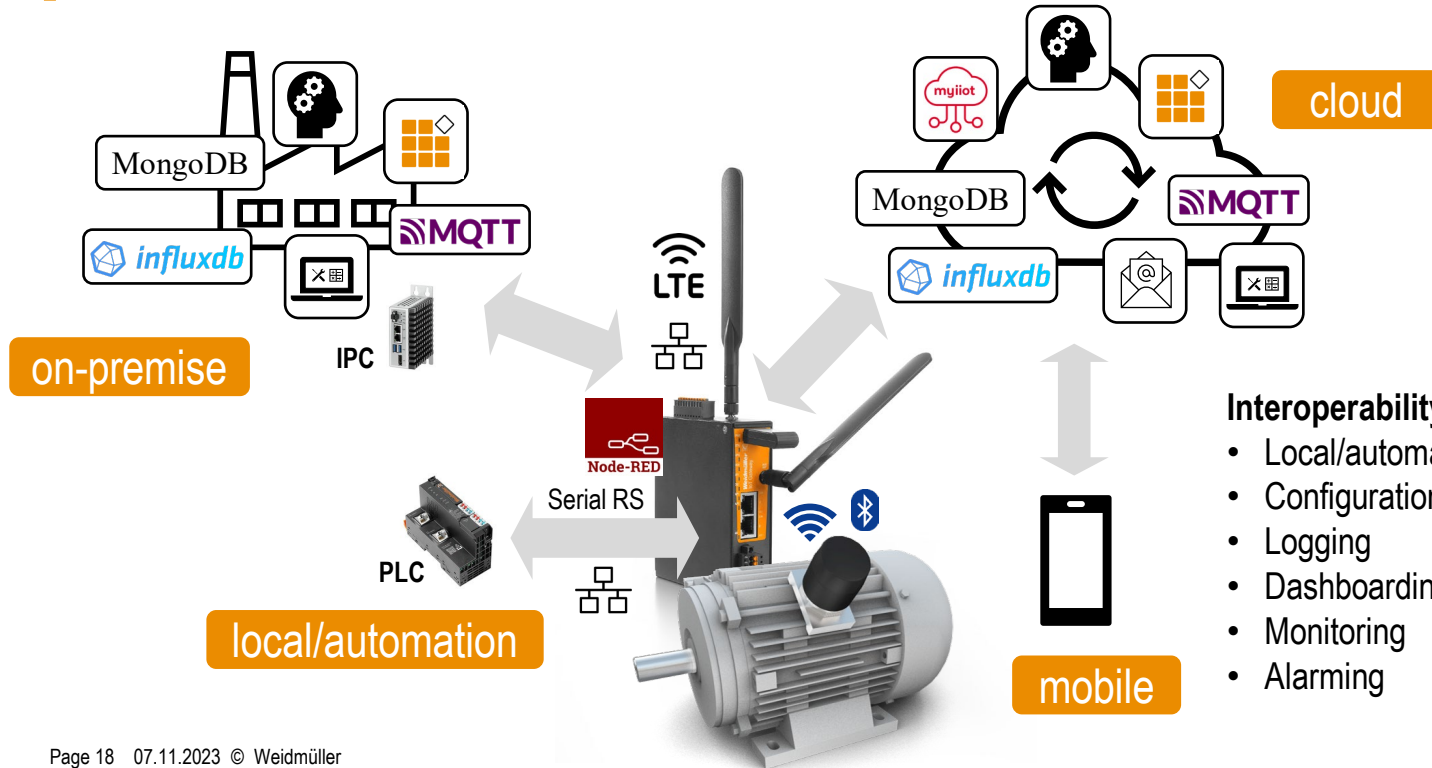 MongoDB
influxdb
MQTT
on-premise
IPC
LTE
myiiot
cloud
MongoDB
MQTT
influxdb
@
Node-RED
Serial RS
PLC
local/automation
mobile
Interoperability
• Local/automa
• Configuration
• Logging
• Dashboardin
• Monitoring
• Alarming
Page 18 07.11.2023 © Weidmüller